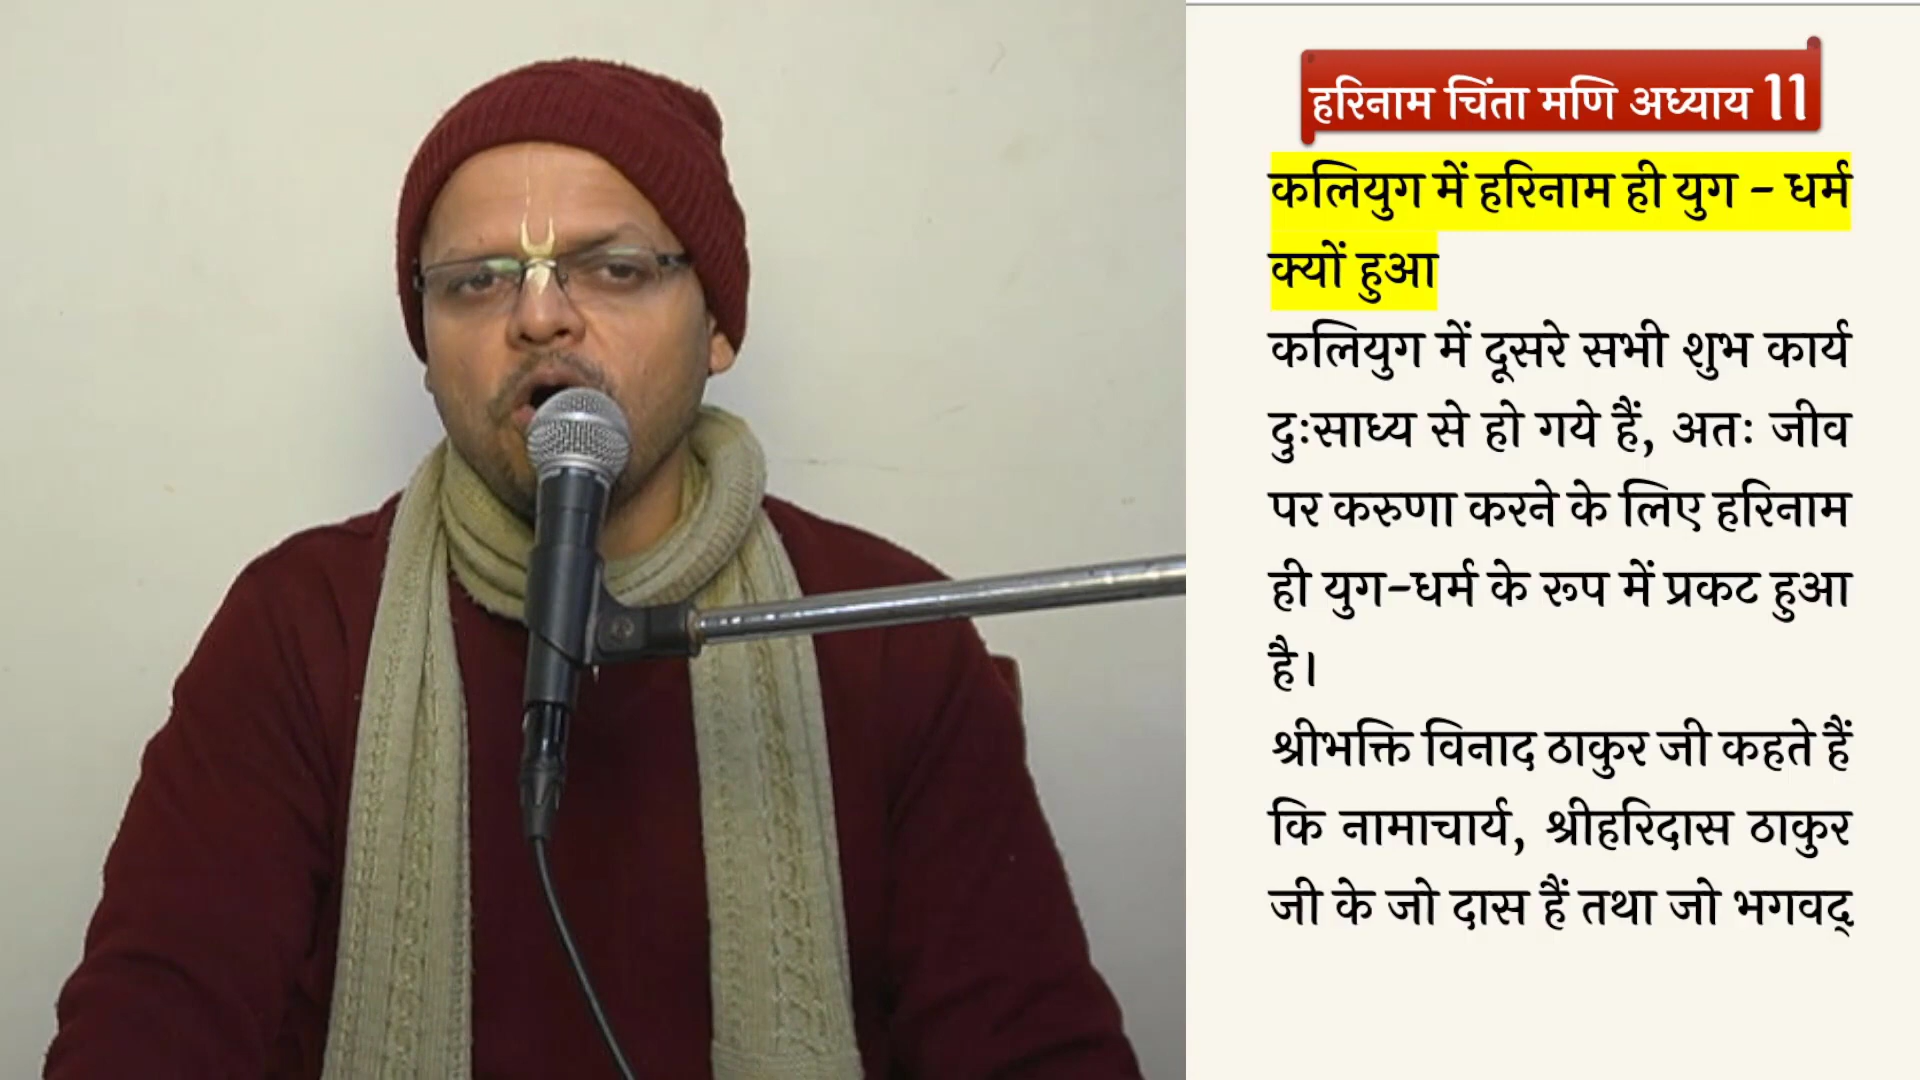 हरिनाम चिंता मणि अध्याय 11
कलियुग में हरिनाम ही युग - धर्म
क्यों हुआ
कलियुग में दूसरे सभी शुभ कार्य
दुःसाध्य से हो गये हैं, अतः जीव
पर करुणा करने के लिए हरिनाम
ही युग-धर्म के रूप में प्रकट हुआ
है।
श्रीभक्ति विनाद ठाकुर जी कहते हैं
कि नामाचार्य, श्रीहरिदास ठाकुर
जी के जो दास हैं तथा जो भगवद्